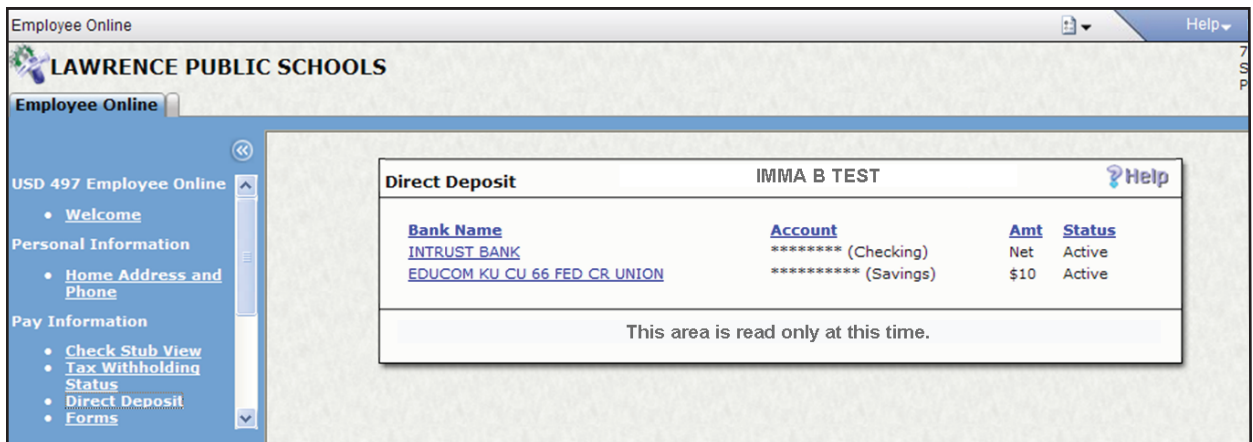 Employee Online
Help
LAWRENCE PUBLIC SCHOOLS
7
S
P
Employee Online
USD 497 Employee Online
• Welcome
Personal Information
• Home Address and
Phone
Pay Information
• Check Stub View
• Tax Withholding
Status
• Direct Deposit
• Forms
Direct Deposit IMMA B TEST ?Help
Bank Name Account Amt Status
INTRUST BANK ******** (Checking) Net Active
EDUCOM KU CU 66 FED CR UNION ********** (Savings) $10 Active
This area is read only at this time.